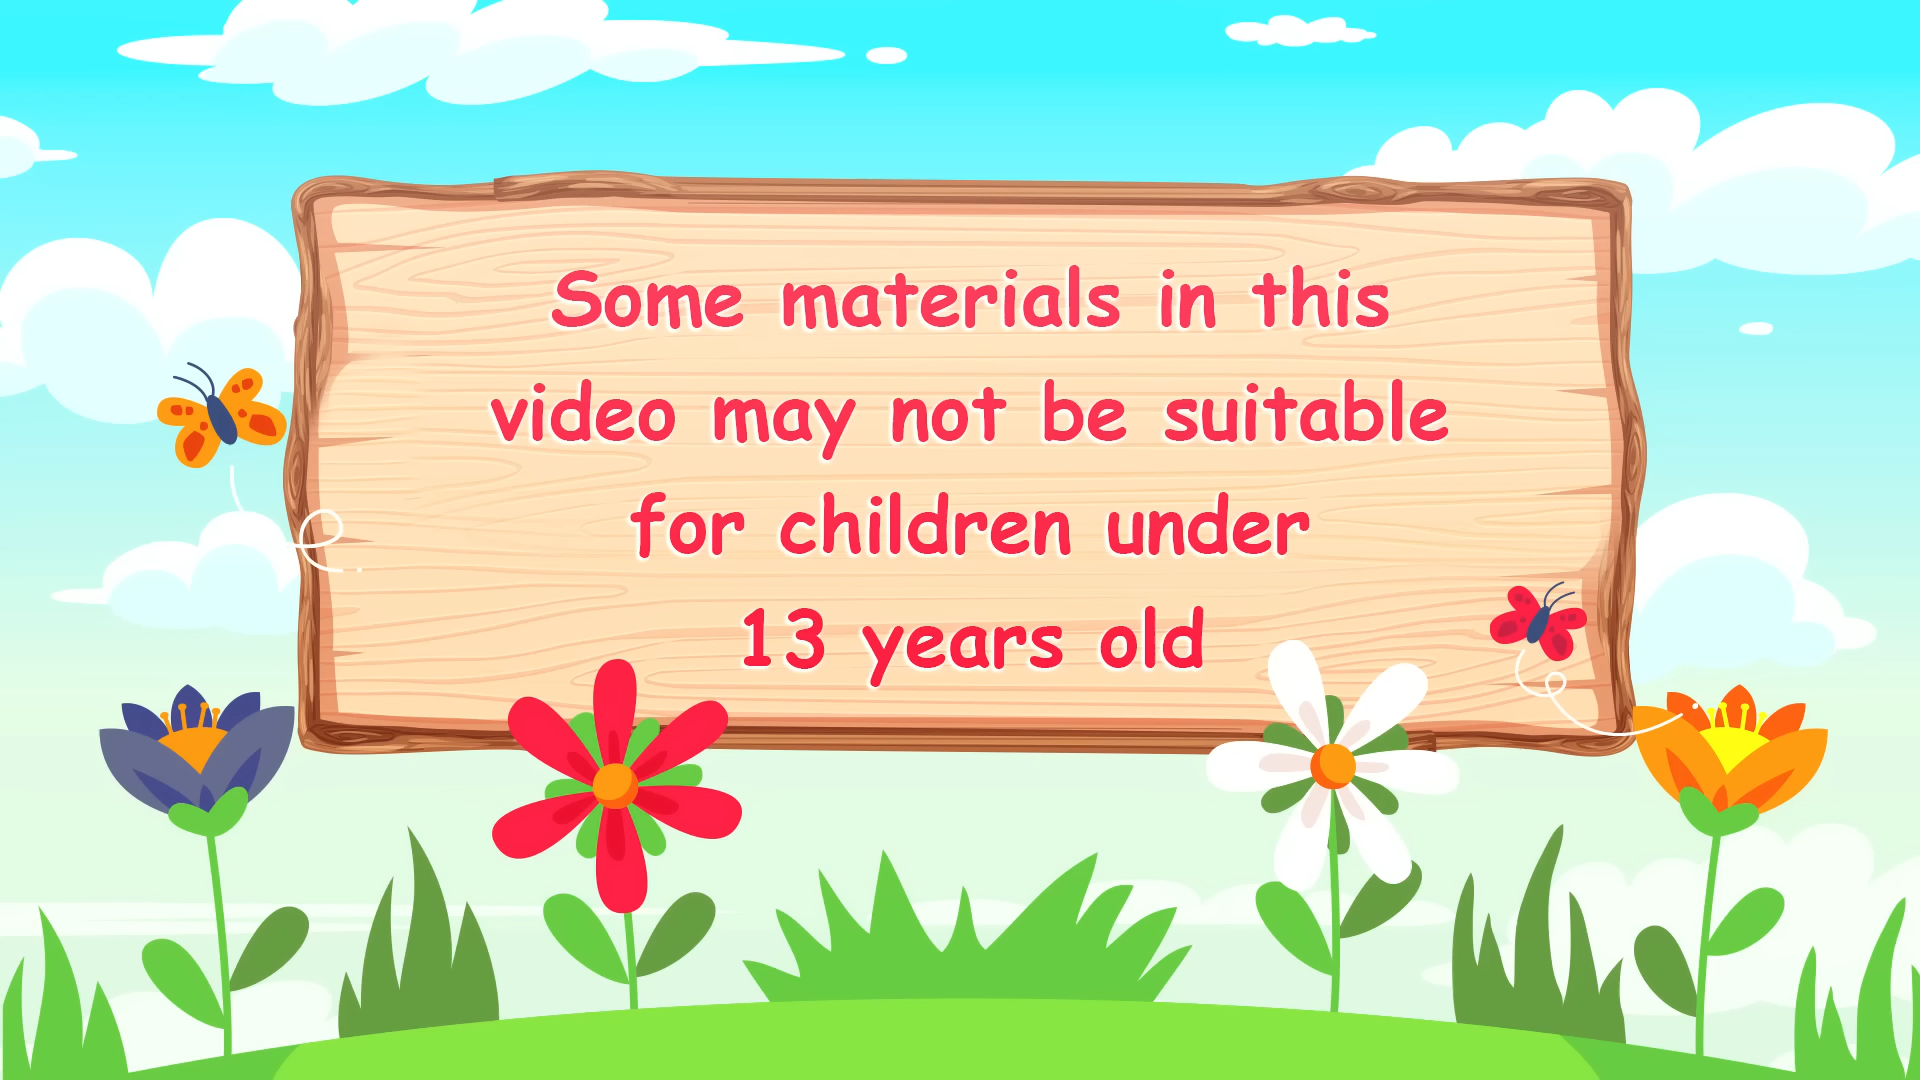 Some materials in this
video may not be suitable
for children under
13 years old